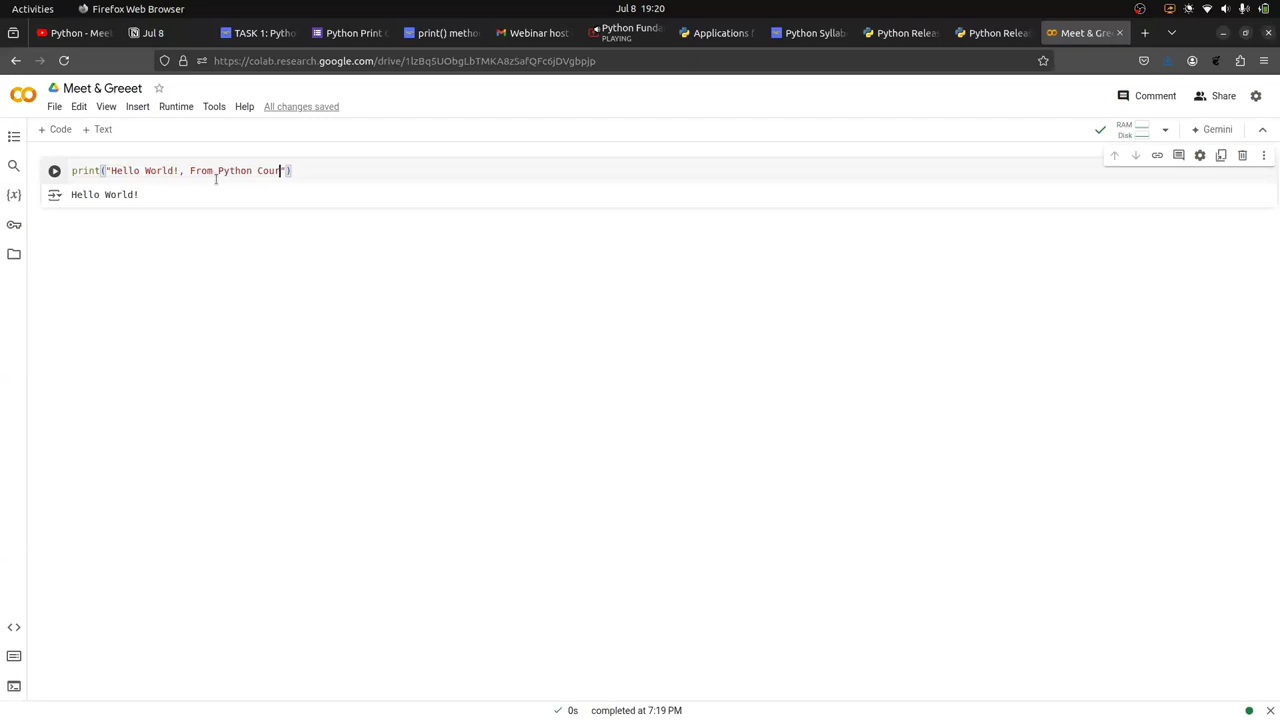 Activities Firefox Web Browser Jul 8 19:20
Python - Meet Jul 8 TASK 1: Pytho Python Print ( print() metho Webinar host Python Funda PLAYING Applications f Python Syllab Python Relea Python Relea Meet & Gree
https://colab.research.google.com/drive/1lzBqSUObgLbTMKA8zSafQFc6jDVgbpjp
Meet & Greeet
File Edit View Insert Runtime Tools Help All changes saved
Comment Share
+ Code + Text
RAM
Disk
Gemini
print("Hello World!, From Python Cour")
Hello World!
0s completed at 7:19 PM